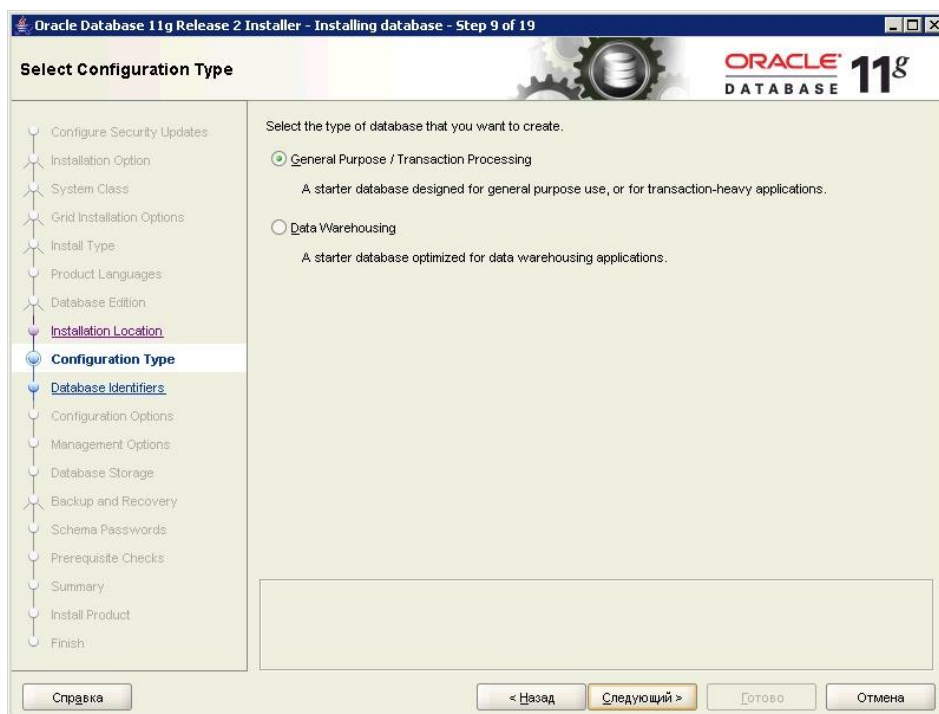 Oracle Database 11g Release 2 Installer - Installing database - Step 9 of 19
Select Configuration Type
ORACLE
DATABASE
11g
Configure Security Updates
Installation Option
System Class
Grid Installation Options
Install Type
Product Languages
Database Edition
Installation Location
Configuration Type
Database Identifiers
Configuration Options
Management Options
Database Storage
Backup and Recovery
Schema Passwords
Prerequisite Checks
Summary
Install Product
Finish
Select the type of database that you want to create.
General Purpose / Transaction Processing
A starter database designed for general purpose use, or for transaction-heavy applications.
Data Warehousing
A starter database optimized for data warehousing applications.
Справка
< Назад
Следующий >
Готово
Отмена